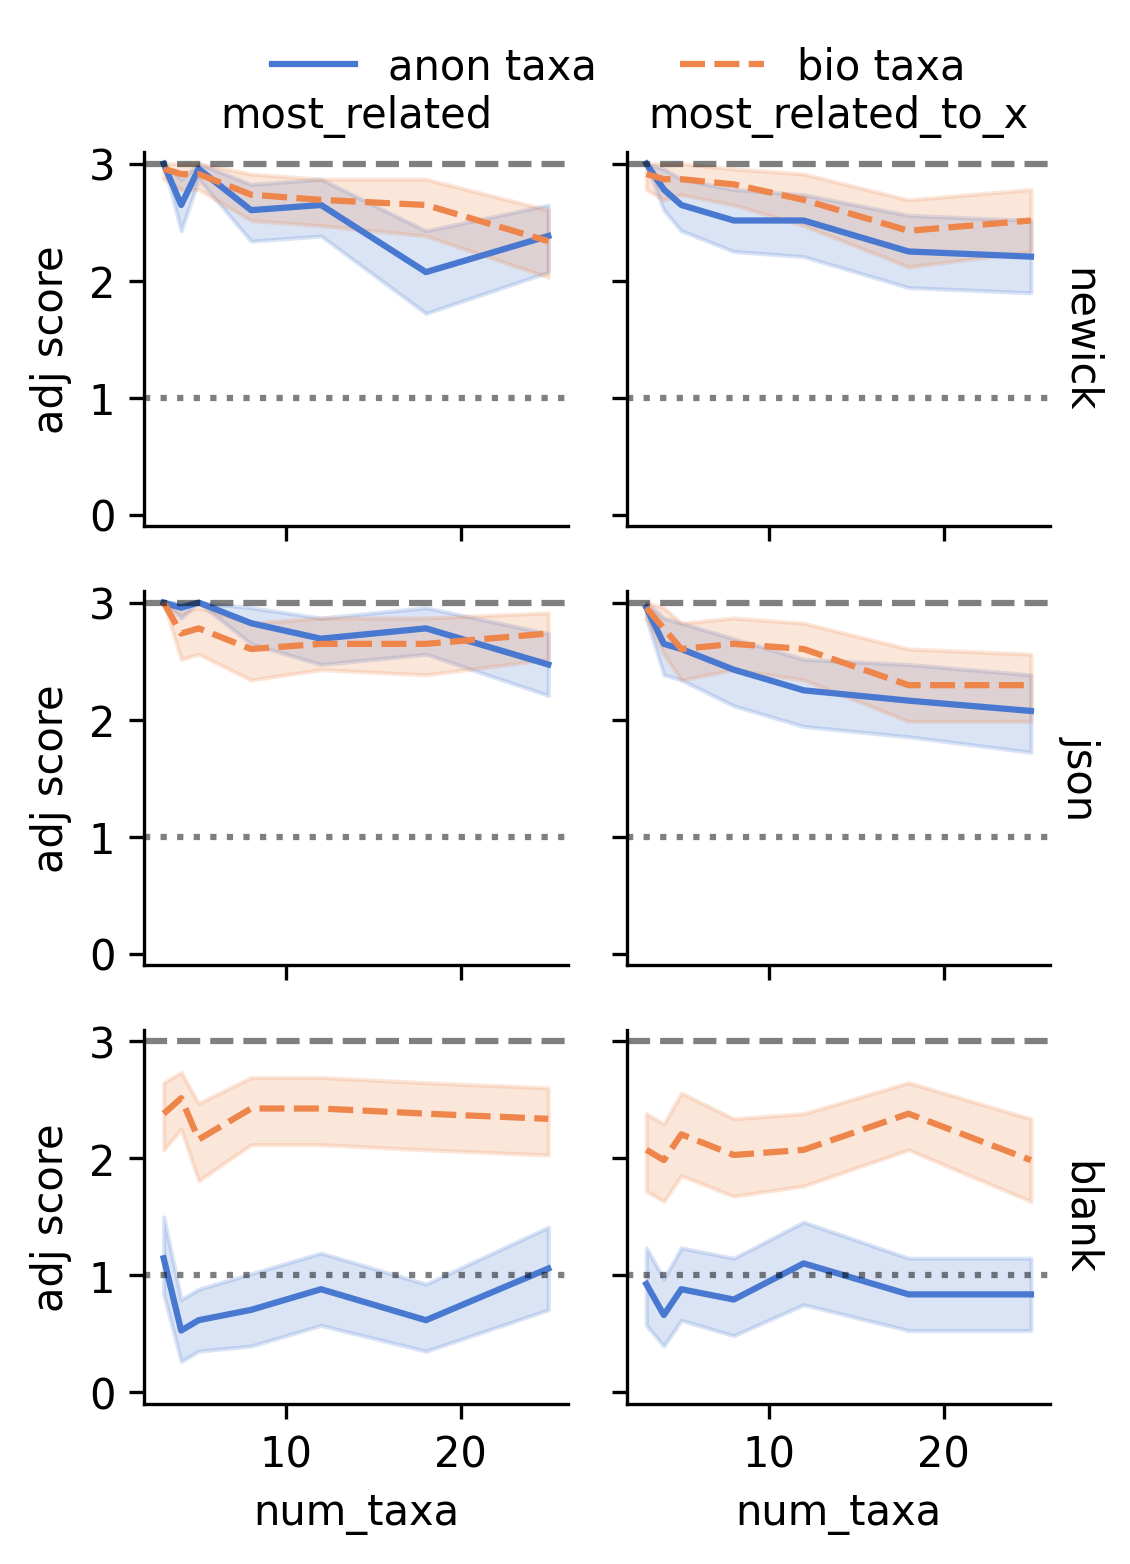 anon taxa bio taxa
most_related most_related_to_x
3
2
1
0
adj score
newick
3
2
1
0
adj score
json
3
2
1
0
adj score
blank
10 20 10 20
num_taxa num_taxa